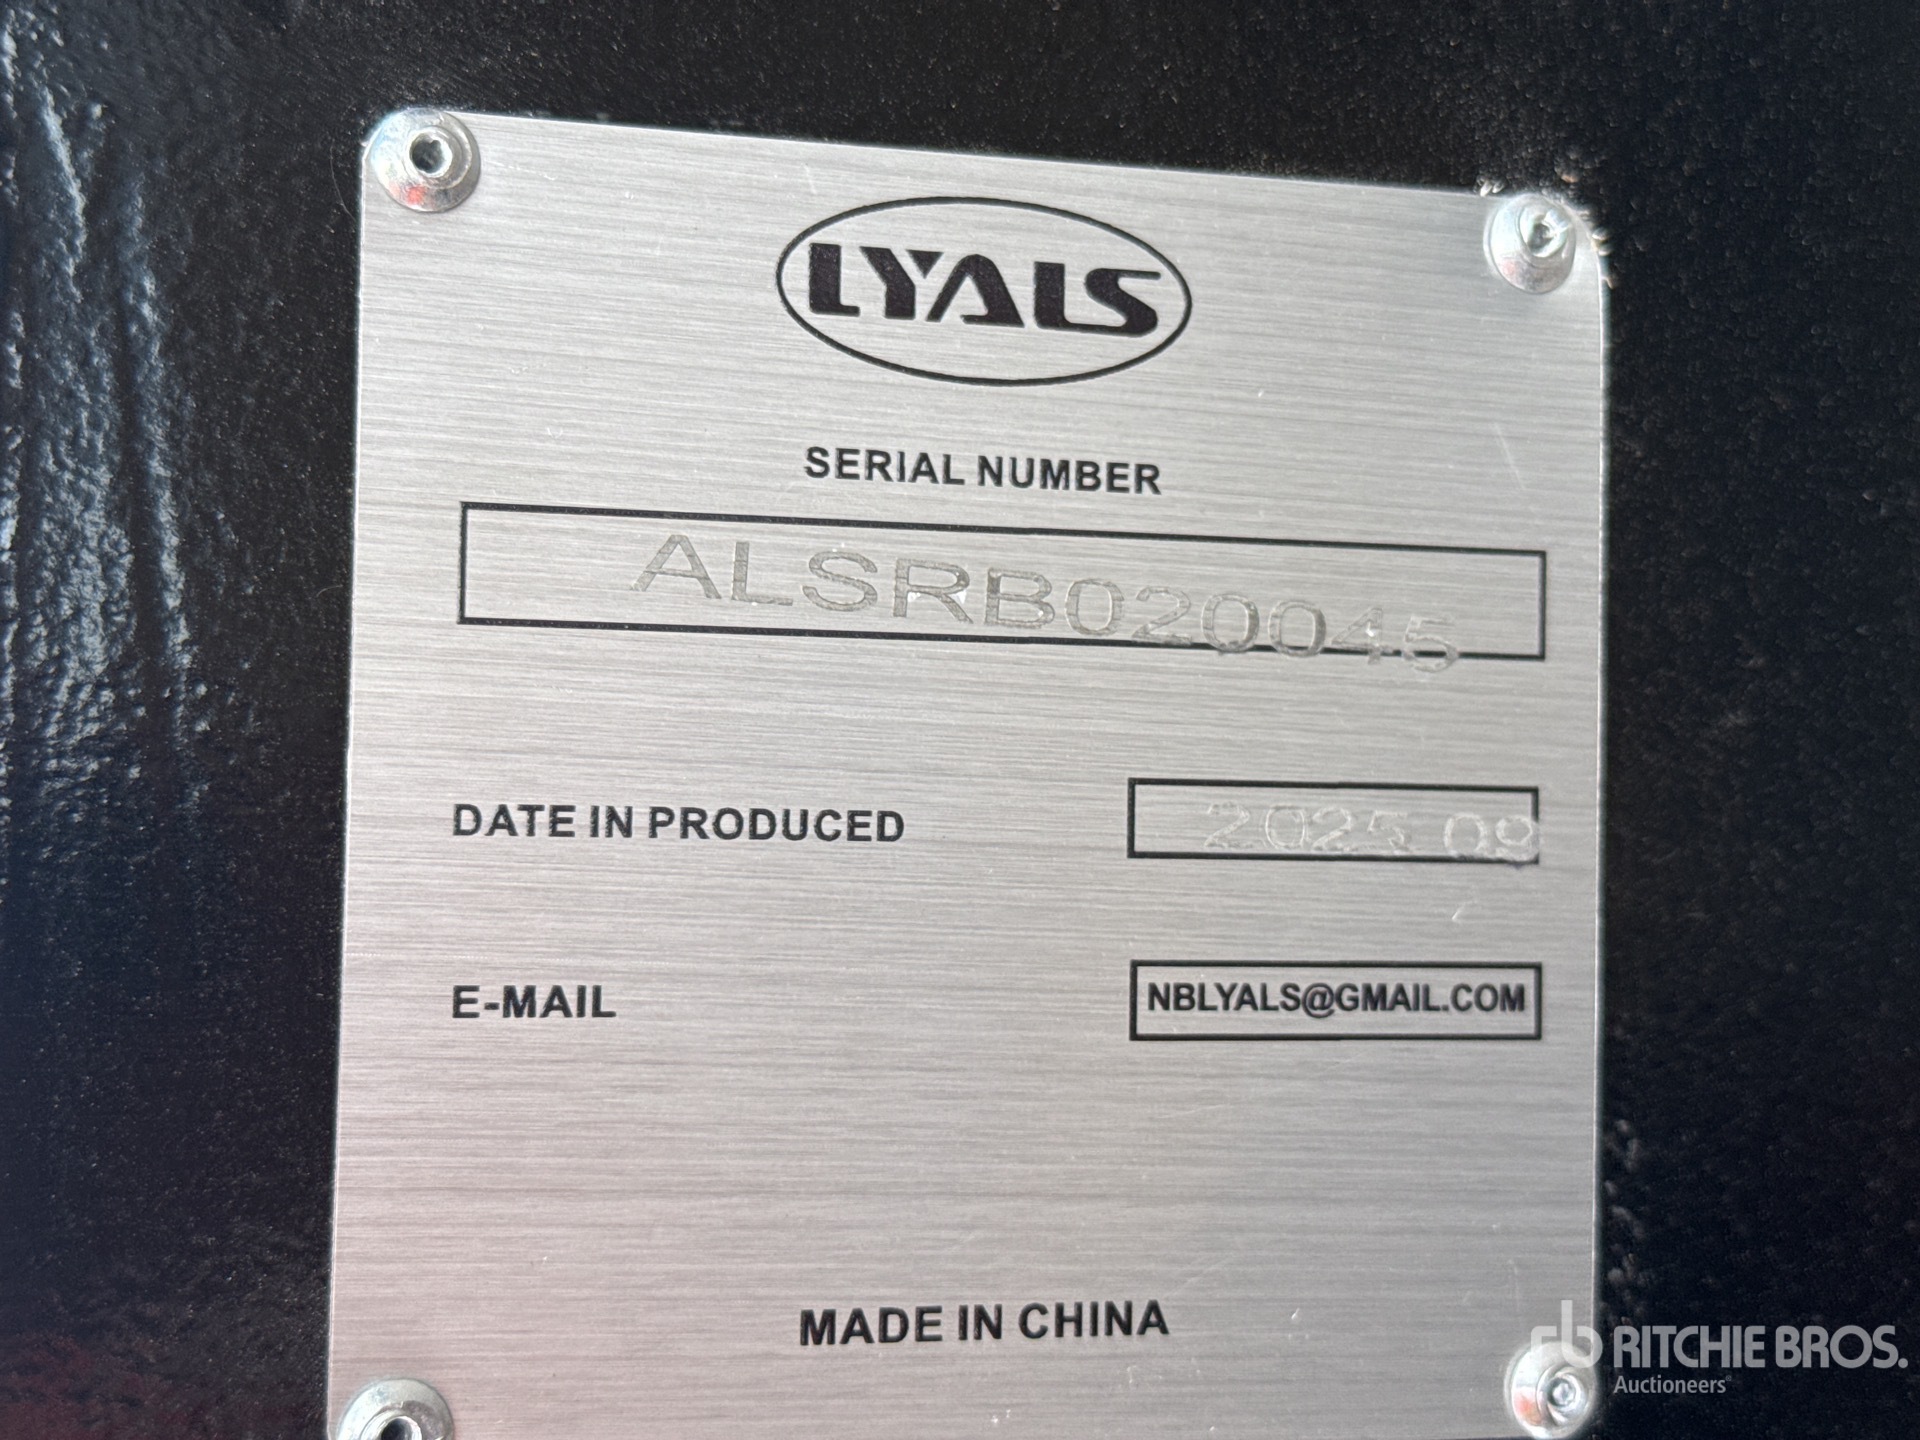 LYALS
SERIAL NUMBER
ALSRB020045
DATE IN PRODUCED
2025 09
E-MAIL
NBLYALS@GMAIL.COM
MADE IN CHINA
rb RITCHIE BROS.
Auctioneers